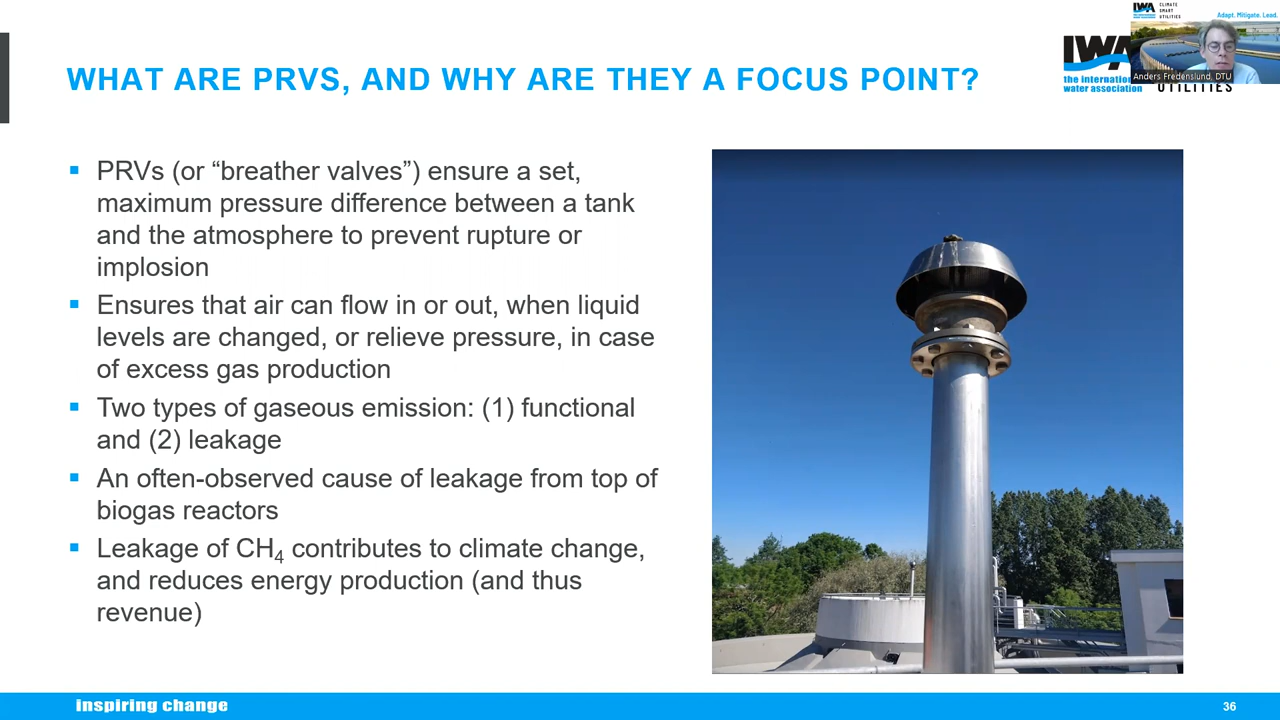 WHAT ARE PRVS, AND WHY ARE THEY A FOCUS POINT?
IWA
the internatio
water association
UTILITIES
IWA
CLIMATE
SMART
UTILITIES
Adapt. Mitigate. Lead.
Anders Fredenslund, DTU
▪ PRVs (or “breather valves”) ensure a set,
maximum pressure difference between a tank
and the atmosphere to prevent rupture or
implosion
▪ Ensures that air can flow in or out, when liquid
levels are changed, or relieve pressure, in case
of excess gas production
▪ Two types of gaseous emission: (1) functional
and (2) leakage
▪ An often-observed cause of leakage from top of
biogas reactors
▪ Leakage of CH₄ contributes to climate change,
and reduces energy production (and thus
revenue)
inspiring change
36